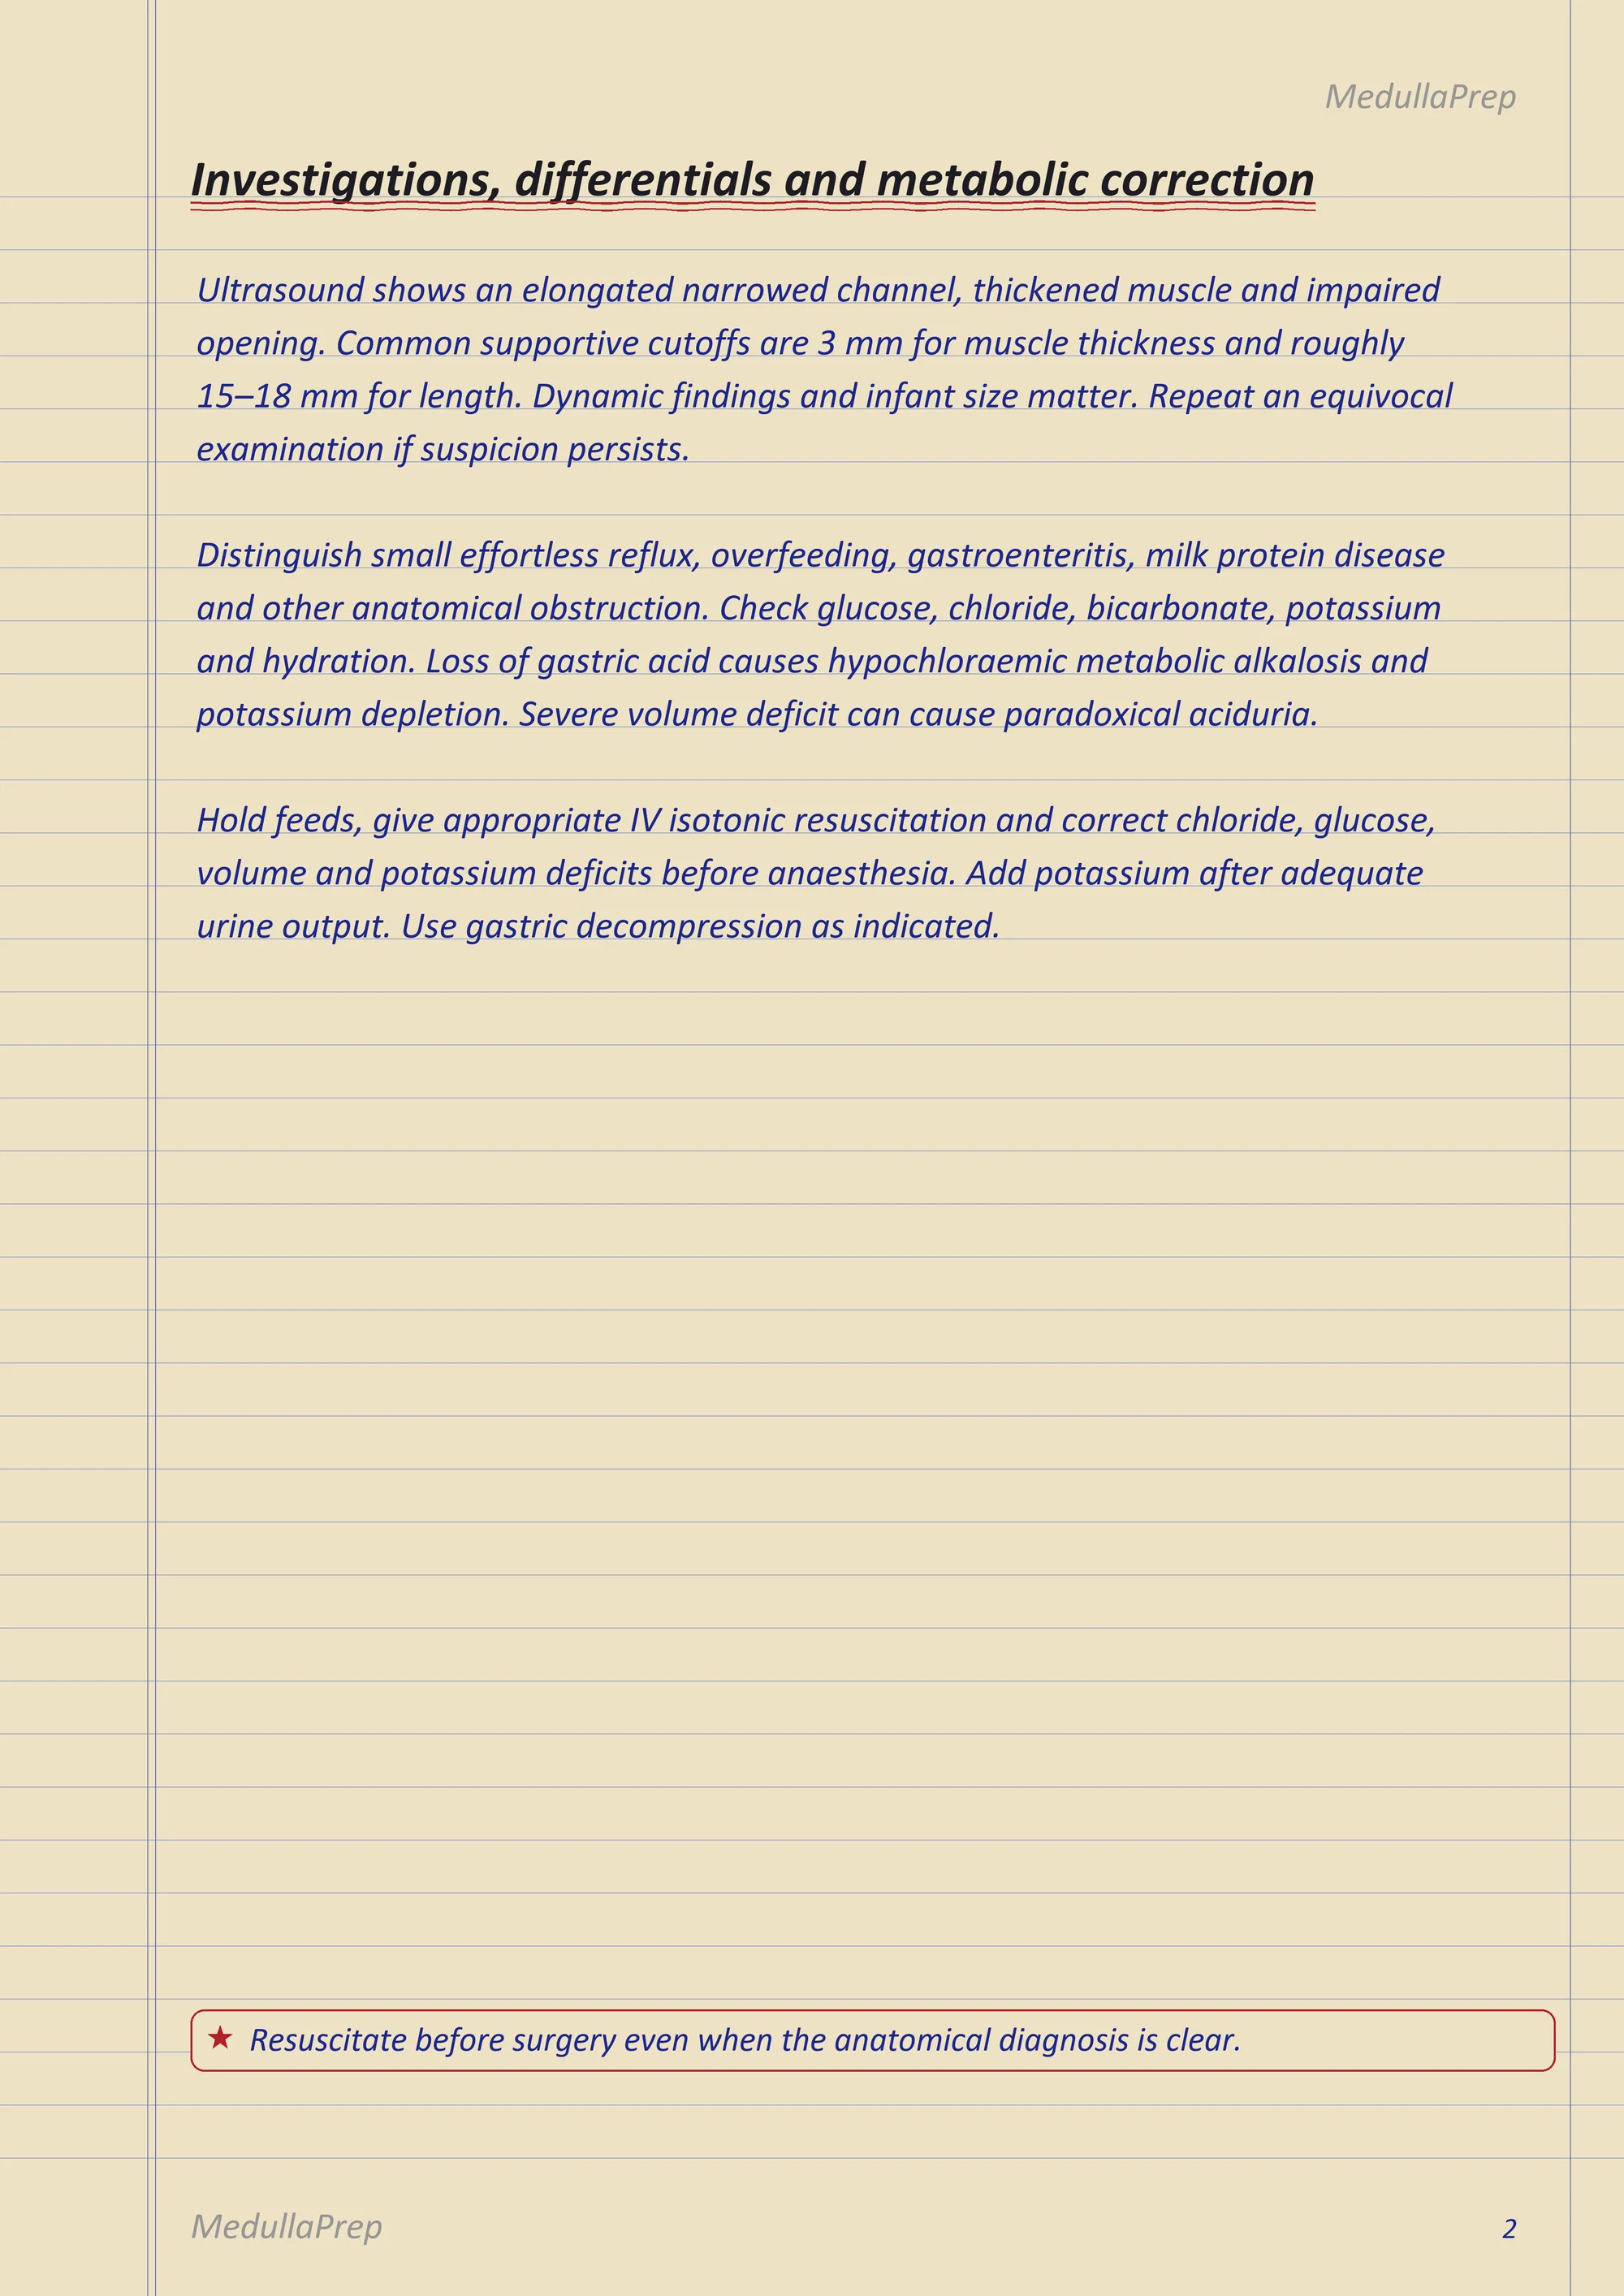 MedullaPrep
Investigations, differentials and metabolic correction
Ultrasound shows an elongated narrowed channel, thickened muscle and impaired
opening. Common supportive cutoffs are 3 mm for muscle thickness and roughly
15–18 mm for length. Dynamic findings and infant size matter. Repeat an equivocal
examination if suspicion persists.
Distinguish small effortless reflux, overfeeding, gastroenteritis, milk protein disease
and other anatomical obstruction. Check glucose, chloride, bicarbonate, potassium
and hydration. Loss of gastric acid causes hypochloraemic metabolic alkalosis and
potassium depletion. Severe volume deficit can cause paradoxical aciduria.
Hold feeds, give appropriate IV isotonic resuscitation and correct chloride, glucose,
volume and potassium deficits before anaesthesia. Add potassium after adequate
urine output. Use gastric decompression as indicated.
★ Resuscitate before surgery even when the anatomical diagnosis is clear.
MedullaPrep
2